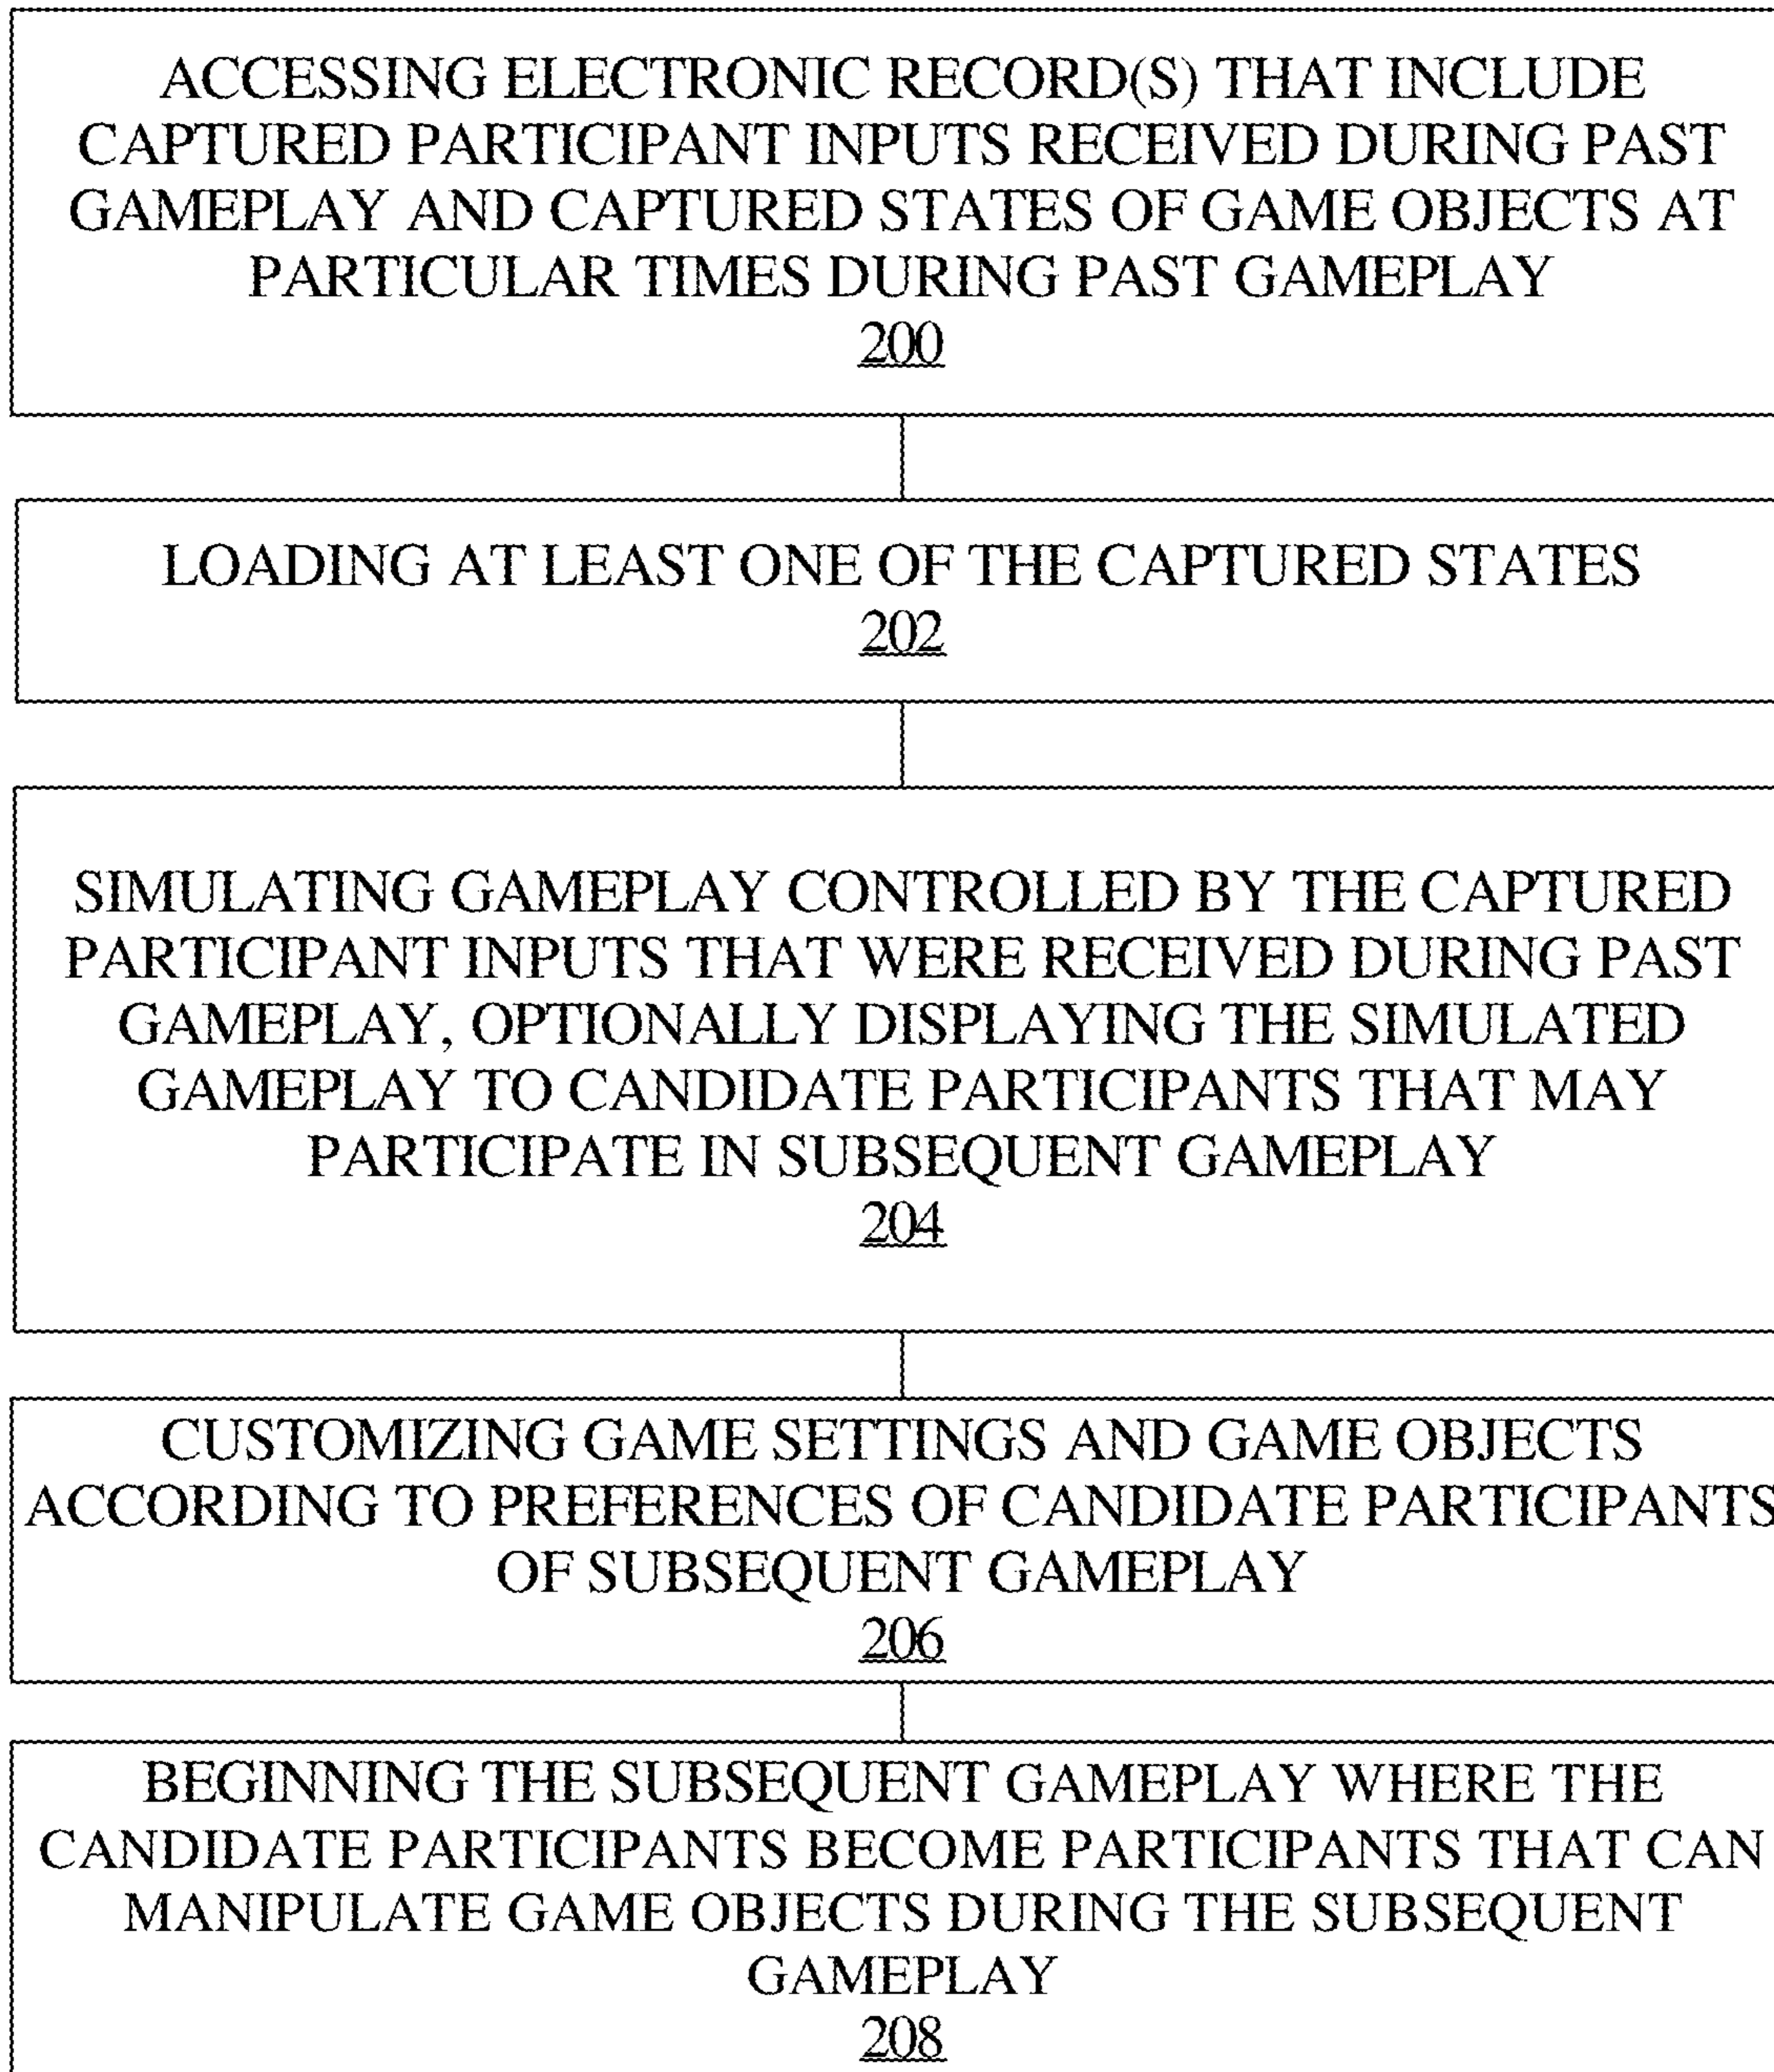 ACCESSING ELECTRONIC RECORD(S) THAT INCLUDE
CAPTURED PARTICIPANT INPUTS RECEIVED DURING PAST
GAMEPLAY AND CAPTURED STATES OF GAME OBJECTS AT
PARTICULAR TIMES DURING PAST GAMEPLAY
200
LOADING AT LEAST ONE OF THE CAPTURED STATES
202
SIMULATING GAMEPLAY CONTROLLED BY THE CAPTURED
PARTICIPANT INPUTS THAT WERE RECEIVED DURING PAST
GAMEPLAY, OPTIONALLY DISPLAYING THE SIMULATED
GAMEPLAY TO CANDIDATE PARTICIPANTS THAT MAY
PARTICIPATE IN SUBSEQUENT GAMEPLAY
204
CUSTOMIZING GAME SETTINGS AND GAME OBJECTS
ACCORDING TO PREFERENCES OF CANDIDATE PARTICIPANTS
OF SUBSEQUENT GAMEPLAY
206
BEGINNING THE SUBSEQUENT GAMEPLAY WHERE THE
CANDIDATE PARTICIPANTS BECOME PARTICIPANTS THAT CAN
MANIPULATE GAME OBJECTS DURING THE SUBSEQUENT
GAMEPLAY
208